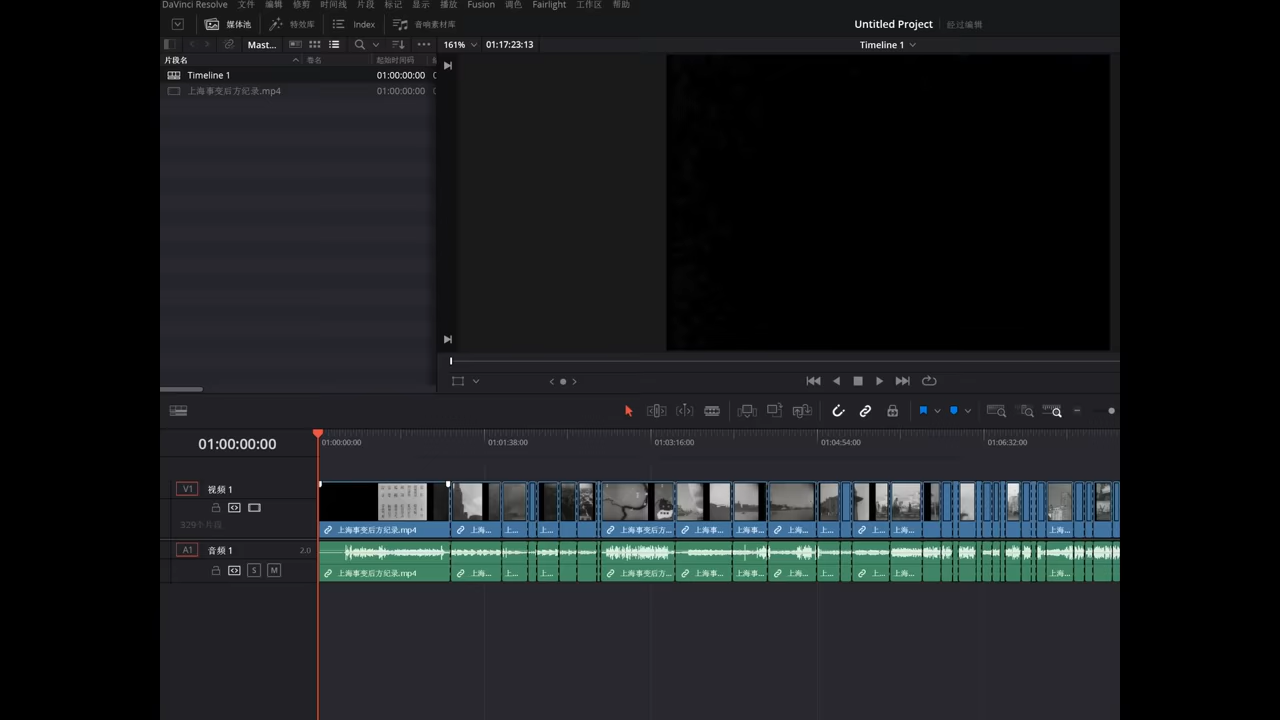 DaVinci Resolve 文件 编辑 修剪 时间线 片段 标记 显示 播放 Fusion 调色 Fairlight 工作区 帮助
媒体池 特效库 Index 音响素材库 Untitled Project 经过编辑
Mast... 161% 01:17:23:13 Timeline 1
片段名 卷名 起始时间码
Timeline 1 01:00:00:00
上海事变后方纪录.mp4 01:00:00:00
01:00:00:00 01:00:00:00 01:01:38:00 01:03:16:00 01:04:54:00 01:06:32:00
V1 视频 1
329个片段
上海事变后方纪录.mp4 上海... 上... 上... 上海事变后方... 上海事... 上海事... 上海... 上... 上海... 上海... 上海...
A1 音频 1 2.0
S M
上海事变后方纪录.mp4 上海... 上... 上... 上海事变后方... 上海事... 上海事... 上海... 上... 上海... 上海... 上海...